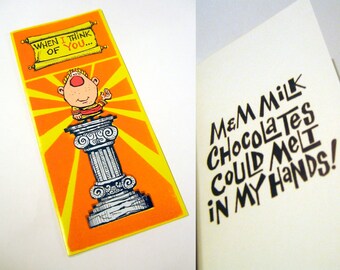 WHEN I THINK
OF YOU...
M&M MILK
CHOCOLATES
COULD MELT
IN MY HANDS!